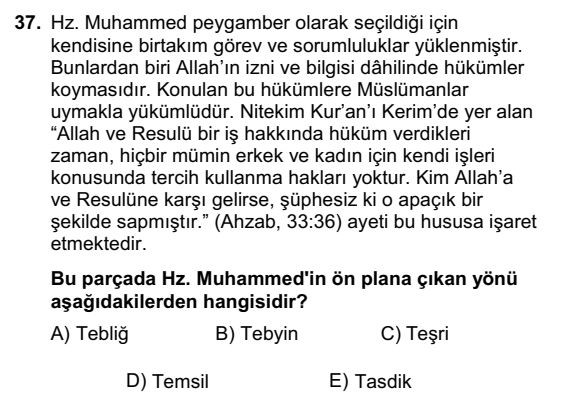 37. Hz. Muhammed peygamber olarak seçildiği için
kendisine birtakım görev ve sorumluluklar yüklenmiştir.
Bunlardan biri Allah’ın izni ve bilgisi dâhilinde hükümler
koymasıdır. Konulan bu hükümlere Müslümanlar
uymakla yükümlüdür. Nitekim Kur’an’ı Kerim’de yer alan
“Allah ve Resulü bir iş hakkında hüküm verdikleri
zaman, hiçbir mümin erkek ve kadın için kendi işleri
konusunda tercih kullanma hakları yoktur. Kim Allah’a
ve Resulüne karşı gelirse, şüphesiz ki o apaçık bir
şekilde sapmıştır.” (Ahzab, 33:36) ayeti bu hususa işaret
etmektedir.
Bu parçada Hz. Muhammed'in ön plana çıkan yönü
aşağıdakilerden hangisidir?
A) Tebliğ B) Tebyin C) Teşri
D) Temsil E) Tasdik